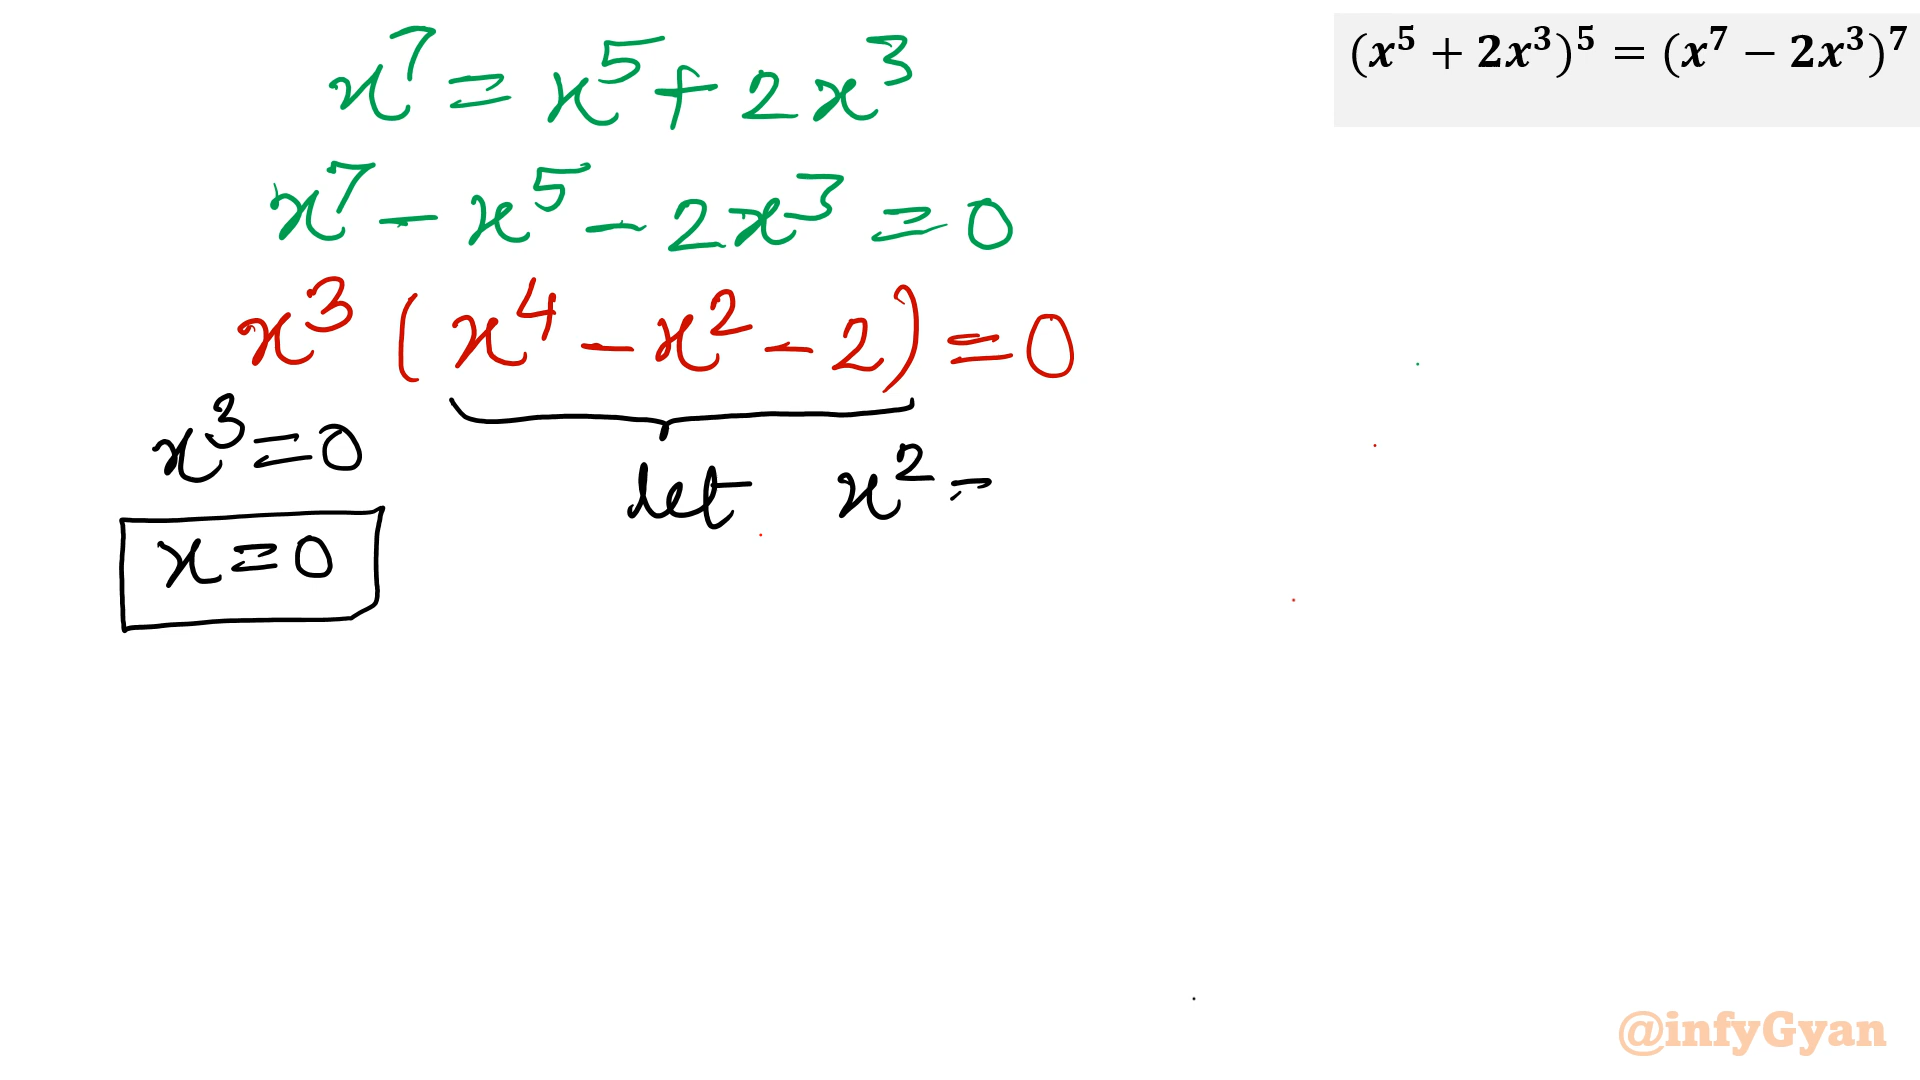 x⁷ = x⁵ + 2x³
(x⁵ + 2x³)⁵ = (x⁷ − 2x³)⁷
x⁷ − x⁵ − 2x³ = 0
x³ (x⁴ − x² − 2) = 0
x³ = 0
let x² =
x = 0
@infyGyan